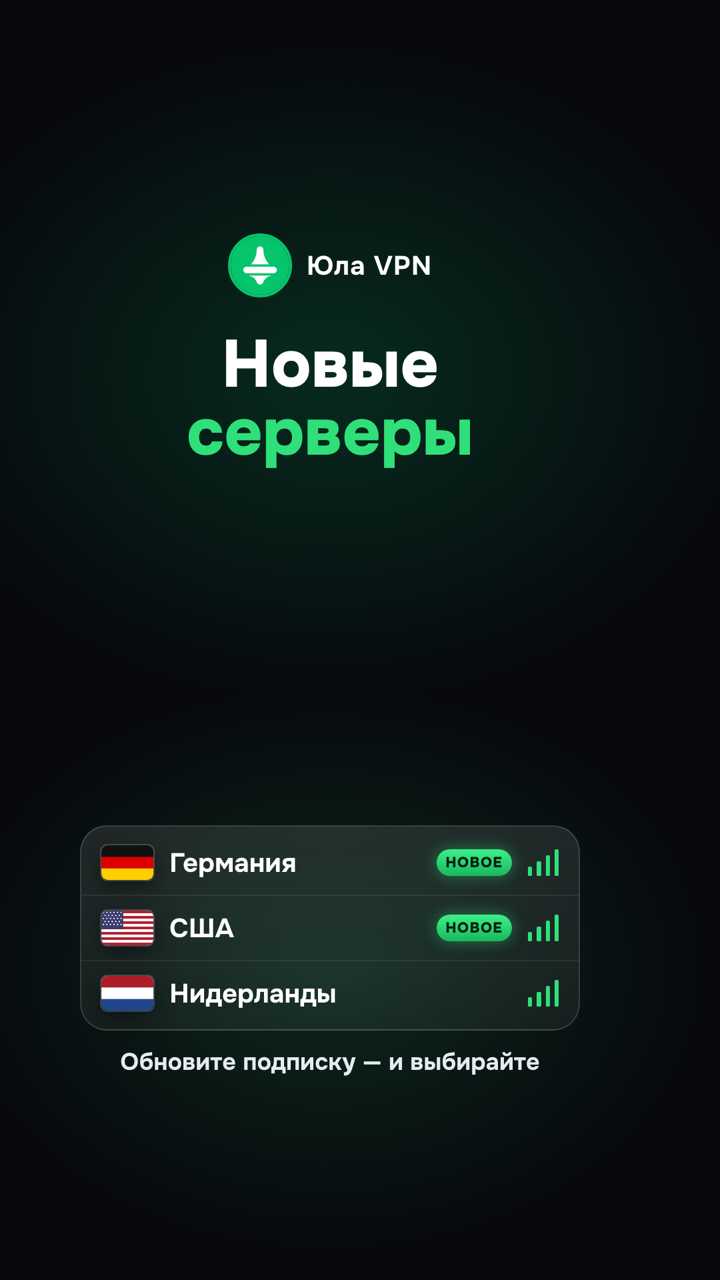 Юла VPN
Новые
серверы
Германия НОВОЕ
США НОВОЕ
Нидерланды
Обновите подписку — и выбирайте